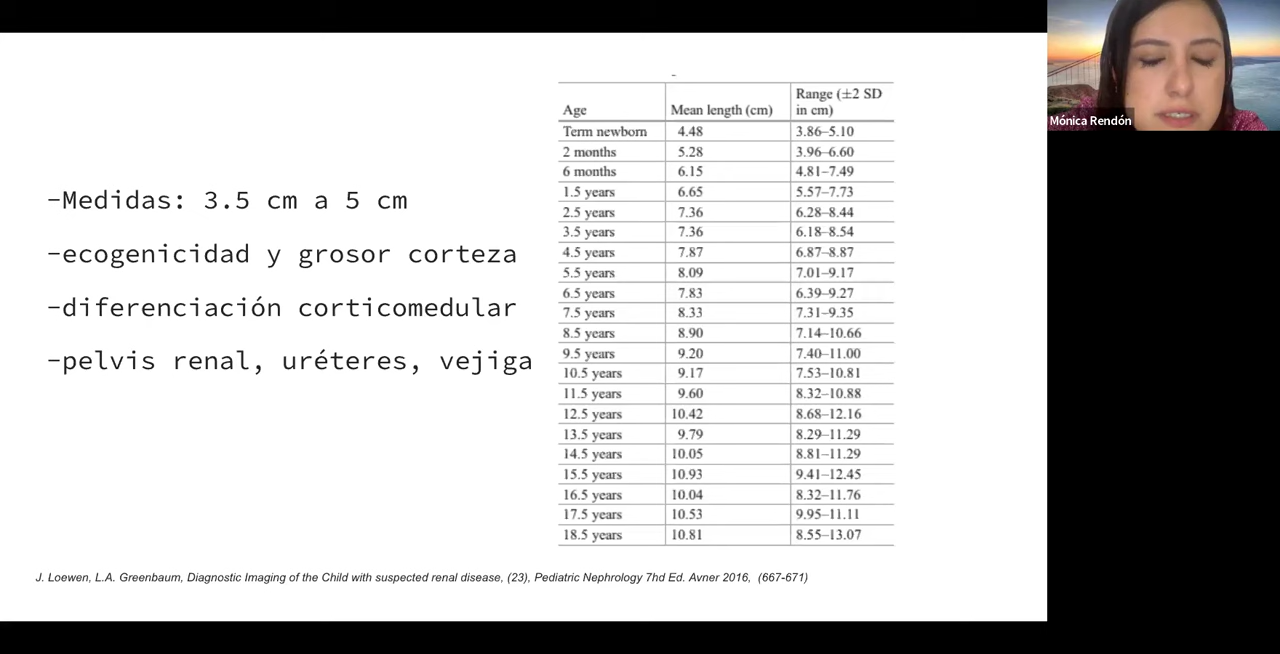 -Medidas: 3.5 cm a 5 cm
-ecogenicidad y grosor corteza
-diferenciación corticomedular
-pelvis renal, uréteres, vejiga
Age Mean length (cm) Range (±2 SD in cm)
Term newborn 4.48 3.86–5.10
2 months 5.28 3.96–6.60
6 months 6.15 4.81–7.49
1.5 years 6.65 5.57–7.73
2.5 years 7.36 6.28–8.44
3.5 years 7.36 6.18–8.54
4.5 years 7.87 6.87–8.87
5.5 years 8.09 7.01–9.17
6.5 years 7.83 6.39–9.27
7.5 years 8.33 7.31–9.35
8.5 years 8.90 7.14–10.66
9.5 years 9.20 7.40–11.00
10.5 years 9.17 7.53–10.81
11.5 years 9.60 8.32–10.88
12.5 years 10.42 8.68–12.16
13.5 years 9.79 8.29–11.29
14.5 years 10.05 8.81–11.29
15.5 years 10.93 9.41–12.45
16.5 years 10.04 8.32–11.76
17.5 years 10.53 9.95–11.11
18.5 years 10.81 8.55–13.07
J. Loewen, L.A. Greenbaum, Diagnostic Imaging of the Child with suspected renal disease, (23), Pediatric Nephrology 7hd Ed. Avner 2016, (667-671)
Mónica Rendón